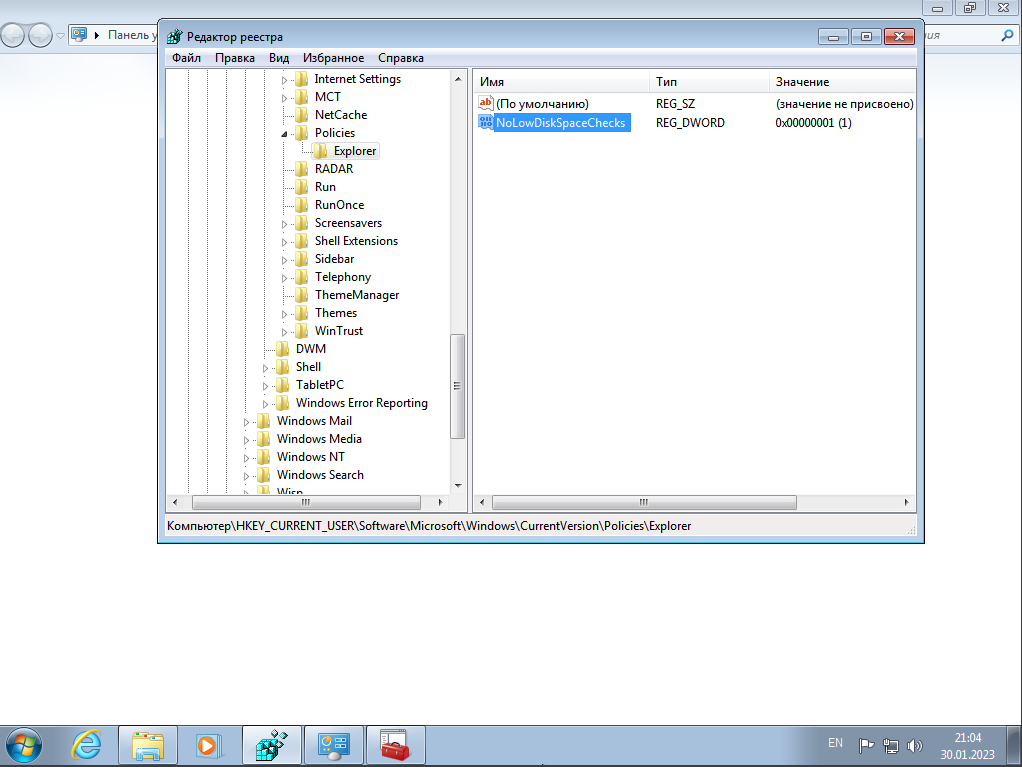 Панель у
ия
Редактор реестра
Файл Правка Вид Избранное Справка
Internet Settings
MCT
NetCache
Policies
Explorer
RADAR
Run
RunOnce
Screensavers
Shell Extensions
Sidebar
Telephony
ThemeManager
Themes
WinTrust
DWM
Shell
TabletPC
Windows Error Reporting
Windows Mail
Windows Media
Windows NT
Windows Search
Wisp
Имя Тип Значение
ab (По умолчанию) REG_SZ (значение не присвоено)
NoLowDiskSpaceChecks REG_DWORD 0x00000001 (1)
Компьютер\HKEY_CURRENT_USER\Software\Microsoft\Windows\CurrentVersion\Policies\Explorer
EN
21:04
30.01.2023